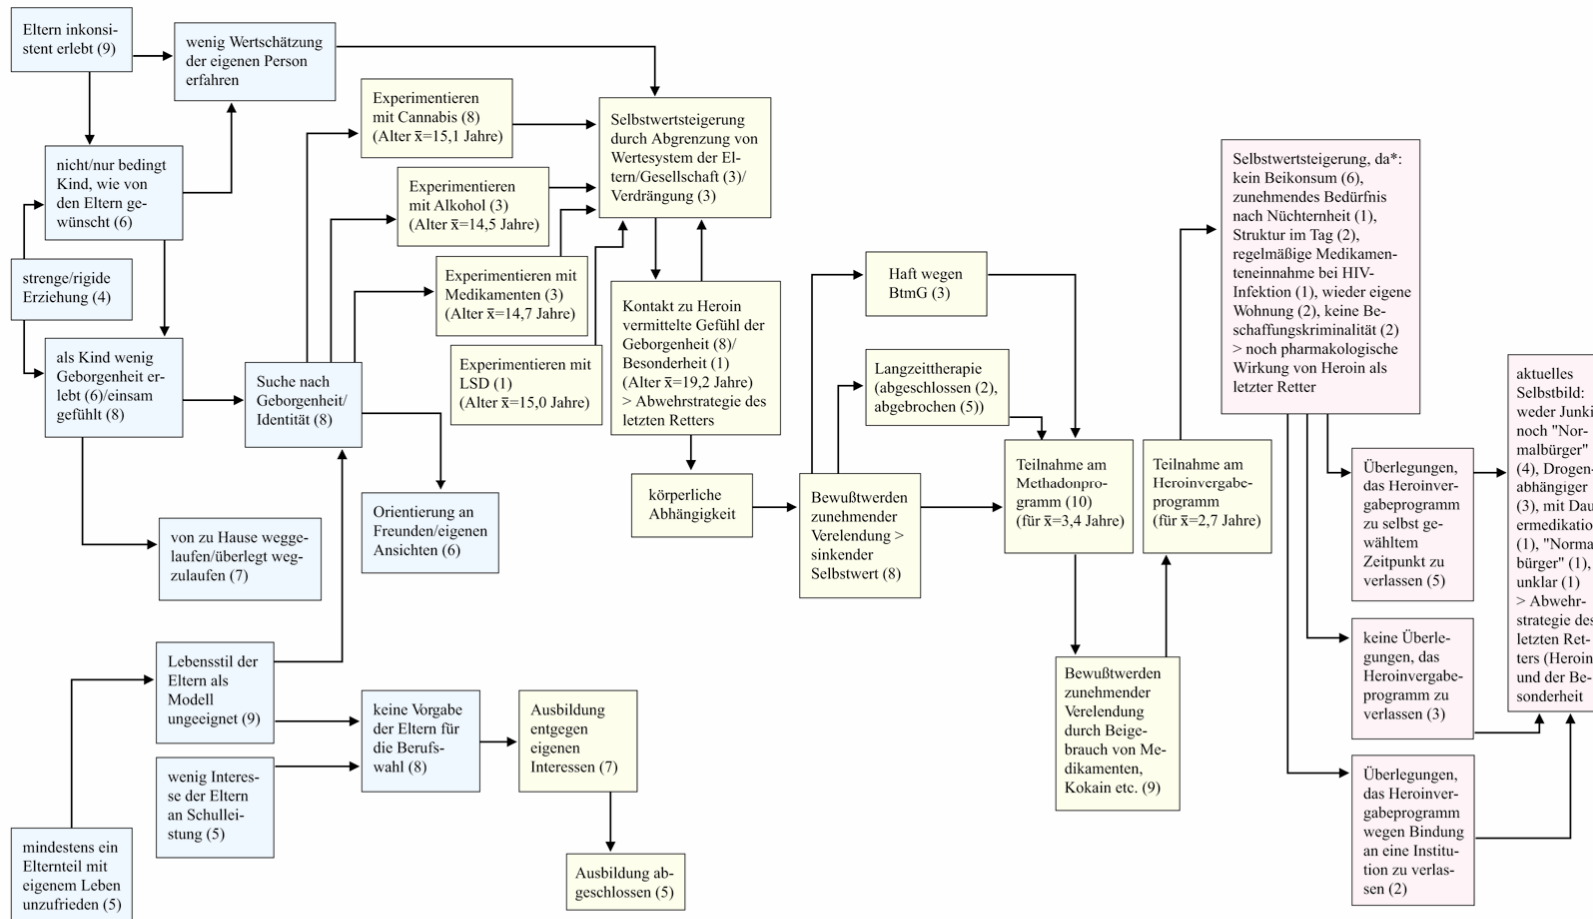 Eltern inkonsi-
stent erlebt (9)
wenig Wertschätzung
der eigenen Person
erfahren
nicht/nur bedingt
Kind, wie von
den Eltern ge-
wünscht (6)
strenge/rigide
Erziehung (4)
als Kind wenig
Geborgenheit er-
lebt (6)/einsam
gefühlt (8)
von zu Hause wegge-
laufen/überlegt weg-
zulaufen (7)
Suche nach
Geborgenheit/
Identität (8)
Orientierung an
Freunden/eigenen
Ansichten (6)
Lebensstil der
Eltern als
Modell
ungeeignet (9)
wenig Interes-
se der Eltern
an Schullei-
stung (5)
mindestens ein
Elternteil mit
eigenem Leben
unzufrieden (5)
keine Vorgabe
der Eltern für
die Berufs-
wahl (8)
Ausbildung
entgegen
eigenen
Interessen (7)
Ausbildung ab-
geschlossen (5)
Experimentieren
mit Cannabis (8)
(Alter x̅=15,1 Jahre)
Experimentieren
mit Alkohol (3)
(Alter x̅=14,5 Jahre)
Experimentieren mit
Medikamenten (3)
(Alter x̅=14,7 Jahre)
Experimentieren mit
LSD (1)
(Alter x̅=15,0 Jahre)
Selbstwertsteigerung
durch Abgrenzung von
Wertesystem der El-
tern/Gesellschaft (3)/
Verdrängung (3)
Kontakt zu Heroin
vermittelte Gefühl der
Geborgenheit (8)/
Besonderheit (1)
(Alter x̅=19,2 Jahre)
> Abwehrstrategie des
letzten Retters
körperliche
Abhängigkeit
Bewußtwerden
zunehmender
Verelendung >
sinkender
Selbstwert (8)
Haft wegen
BtmG (3)
Langzeittherapie
(abgeschlossen (2),
abgebrochen (5))
Teilnahme am
Methadonpro-
gramm (10)
(für x̅=3,4 Jahre)
Bewußtwerden
zunehmender
Verelendung
durch Beige-
brauch von Me-
dikamenten,
Kokain etc. (9)
Teilnahme am
Heroinvergabe-
programm
(für x̅=2,7 Jahre)
Selbstwertsteigerung, da*:
kein Beikonsum (6),
zunehmendes Bedürfnis
nach Nüchternheit (1),
Struktur im Tag (2),
regelmäßige Medikamen-
teneinnahme bei HIV-
Infektion (1), wieder eigene
Wohnung (2), keine Be-
schaffungskriminalität (2)
> noch pharmakologische
Wirkung von Heroin als
letzter Retter
Überlegungen,
das Heroinver-
gabeprogramm
zu selbst ge-
wähltem
Zeitpunkt zu
verlassen (5)
keine Überle-
gungen, das
Heroinvergabe-
programm zu
verlassen (3)
Überlegungen,
das Heroinver-
gabeprogramm
wegen Bindung
an eine Institu-
tion zu verlas-
sen (2)
aktuelles
Selbstbild:
weder Junki
noch "Nor-
malbürger"
(4), Drogen-
abhängiger
(3), mit Dau
ermedikatio
(1), "Norma
bürger" (1),
unklar (1)
> Abwehr-
strategie des
letzten Ret-
ters (Heroin
und der Be-
sonderheit